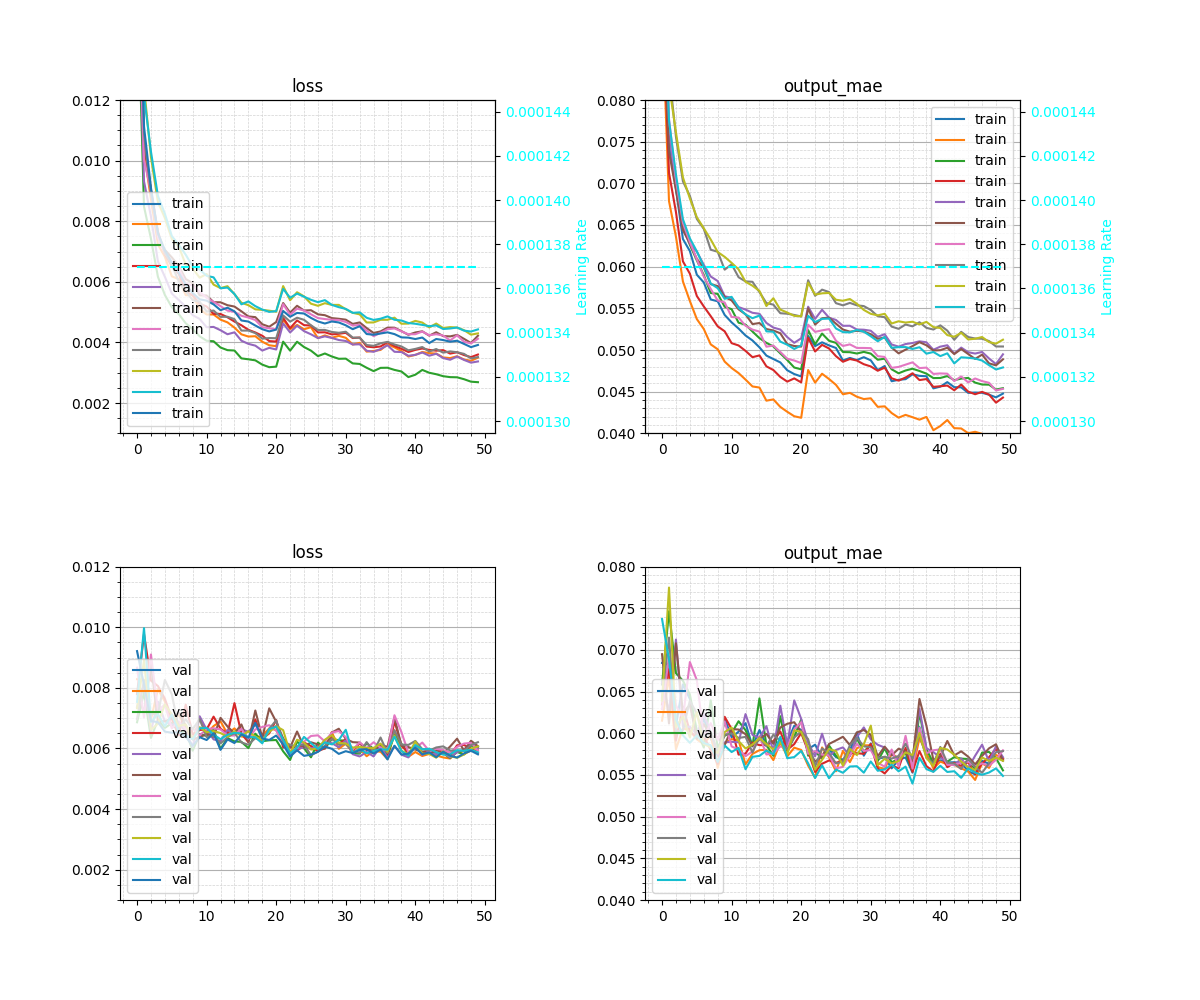 loss
0.012
0.010
0.008
0.006
0.004
0.002
0 10 20 30 40 50
0.000144
0.000142
0.000140
0.000138
0.000136
0.000134
0.000132
0.000130
Learning Rate
train
train
train
train
train
train
train
train
train
train
train
output_mae
0.080
0.075
0.070
0.065
0.060
0.055
0.050
0.045
0.040
0 10 20 30 40 50
0.000144
0.000142
0.000140
0.000138
0.000136
0.000134
0.000132
0.000130
Learning Rate
train
train
train
train
train
train
train
train
train
train
loss
0.012
0.010
0.008
0.006
0.004
0.002
0 10 20 30 40 50
val
val
val
val
val
val
val
val
val
val
val
output_mae
0.080
0.075
0.070
0.065
0.060
0.055
0.050
0.045
0.040
0 10 20 30 40 50
val
val
val
val
val
val
val
val
val
val